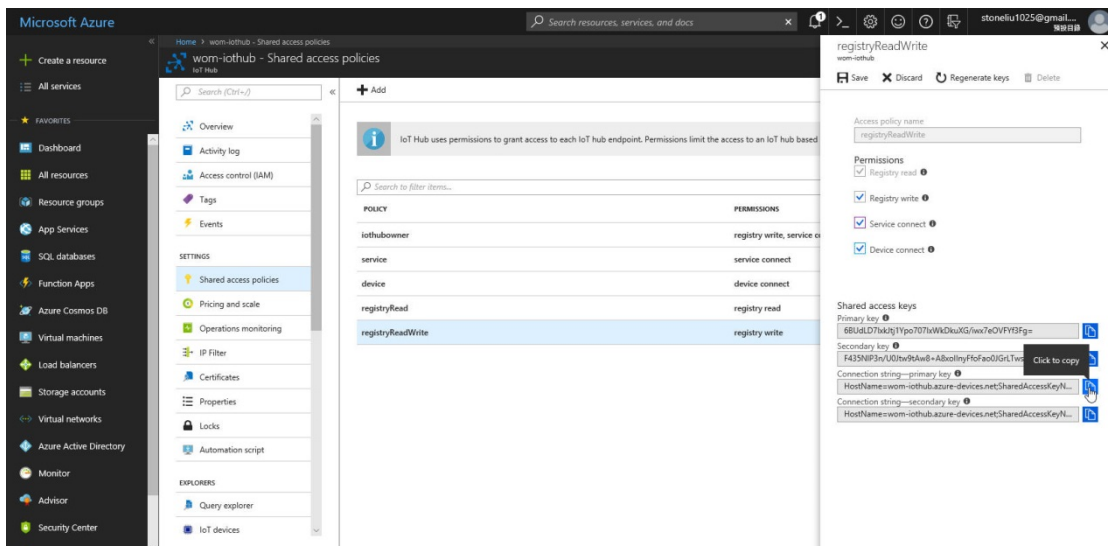 Microsoft Azure
Search resources, services, and docs
stoneliu1025@gmail....
預設目錄
Create a resource
All services
FAVORITES
Dashboard
All resources
Resource groups
App Services
SQL databases
Function Apps
Azure Cosmos DB
Virtual machines
Load balancers
Storage accounts
Virtual networks
Azure Active Directory
Monitor
Advisor
Security Center
Home > wom-iothub - Shared access policies
wom-iothub - Shared access policies
IoT Hub
Search (Ctrl+/)
Overview
Activity log
Access control (IAM)
Tags
Events
SETTINGS
Shared access policies
Pricing and scale
Operations monitoring
IP Filter
Certificates
Properties
Locks
Automation script
EXPLORERS
Query explorer
IoT devices
Add
IoT Hub uses permissions to grant access to each IoT hub endpoint. Permissions limit the access to an IoT hub based
Search to filter items...
POLICY PERMISSIONS
iothubowner registry write, service co
service service connect
device device connect
registryRead registry read
registryReadWrite registry write
registryReadWrite
wom-iothub
Save Discard Regenerate keys Delete
Access policy name
registryReadWrite
Permissions
Registry read
Registry write
Service connect
Device connect
Shared access keys
Primary key
Secondary key
Click to copy
Connection string—primary key
HostName=wom-iothub.azure-devices.net;SharedAccessKeyN...
Connection string—secondary key
HostName=wom-iothub.azure-devices.net;SharedAccessKeyN...